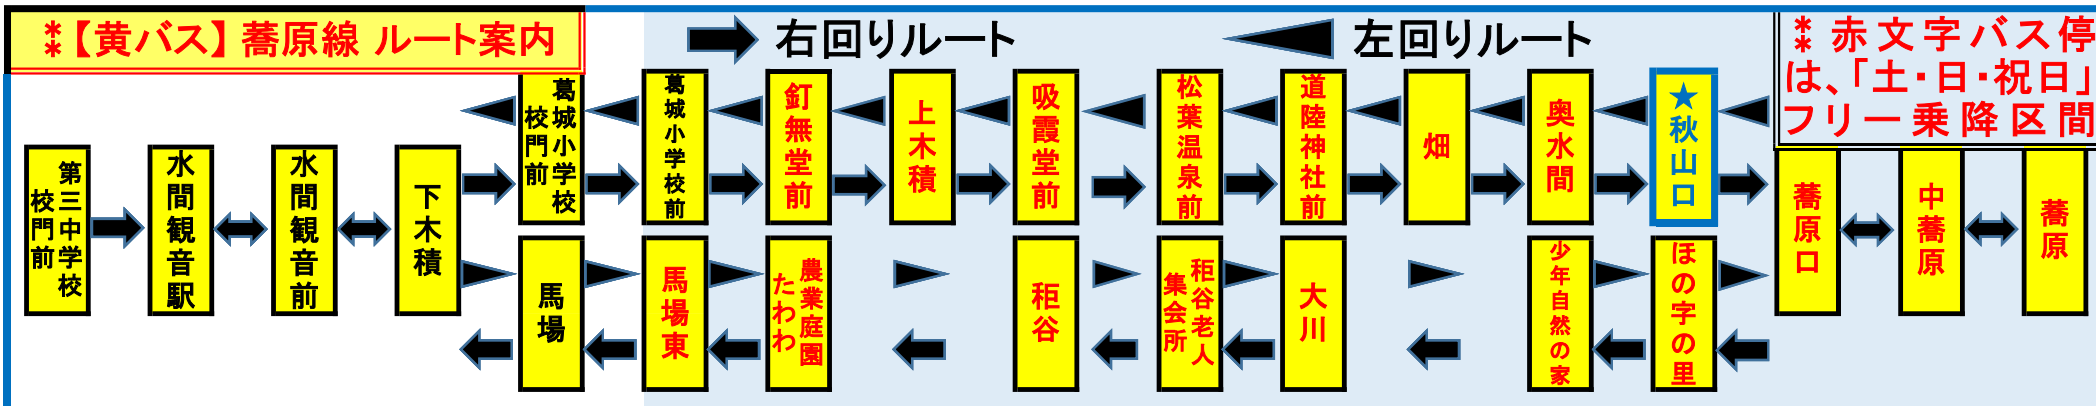 ⁑【黄バス】蕎原線 ルート案内
右回りルート
左回りルート
⁑ 赤文字バス停
は、「土・日・祝日」
フリー乗降区間
第三中学校
校門前
水間観音駅
水間観音前
下木積
葛城小学校
校門前
葛城小学校前
釘無堂前
上木積
吸霞堂前
松葉温泉前
道陸神社前
畑
奥水間
★秋山口
蕎原口
中蕎原
蕎原
馬場
馬場東
農業庭園
たわわ
秬谷
秬谷老人
集会所
大川
少年自然の家
ほの字の里